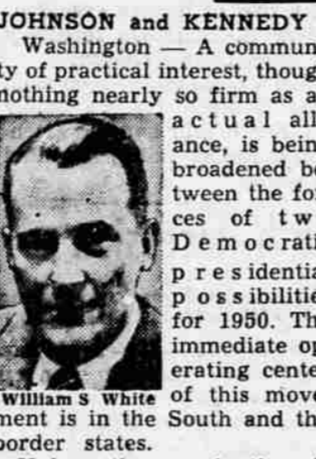 JOHNSON and KENNEDY
Washington — A commun
ty of practical interest, thoug
nothing nearly so firm as a
actual all
ance, is bein
broadened be
tween the for
ces of tw
Democrati
presidentia
possibilitie
for 1950. Th
immediate op
erating cente
of this move
William S White
ment is in the South and th
border states.